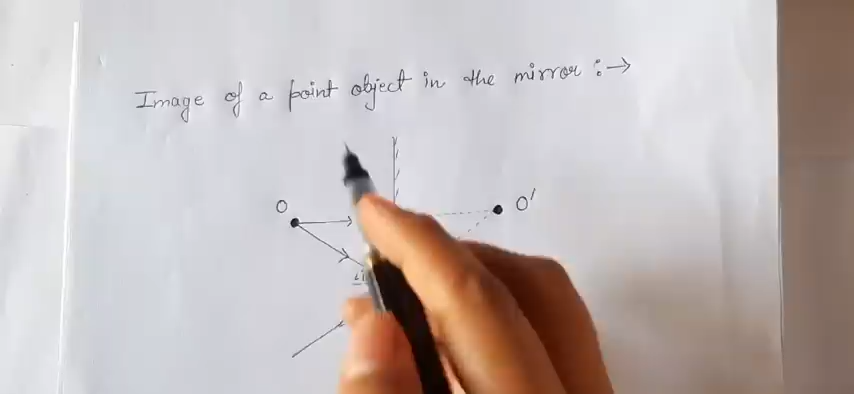 Image of a point object in the mirror :→
O
O'